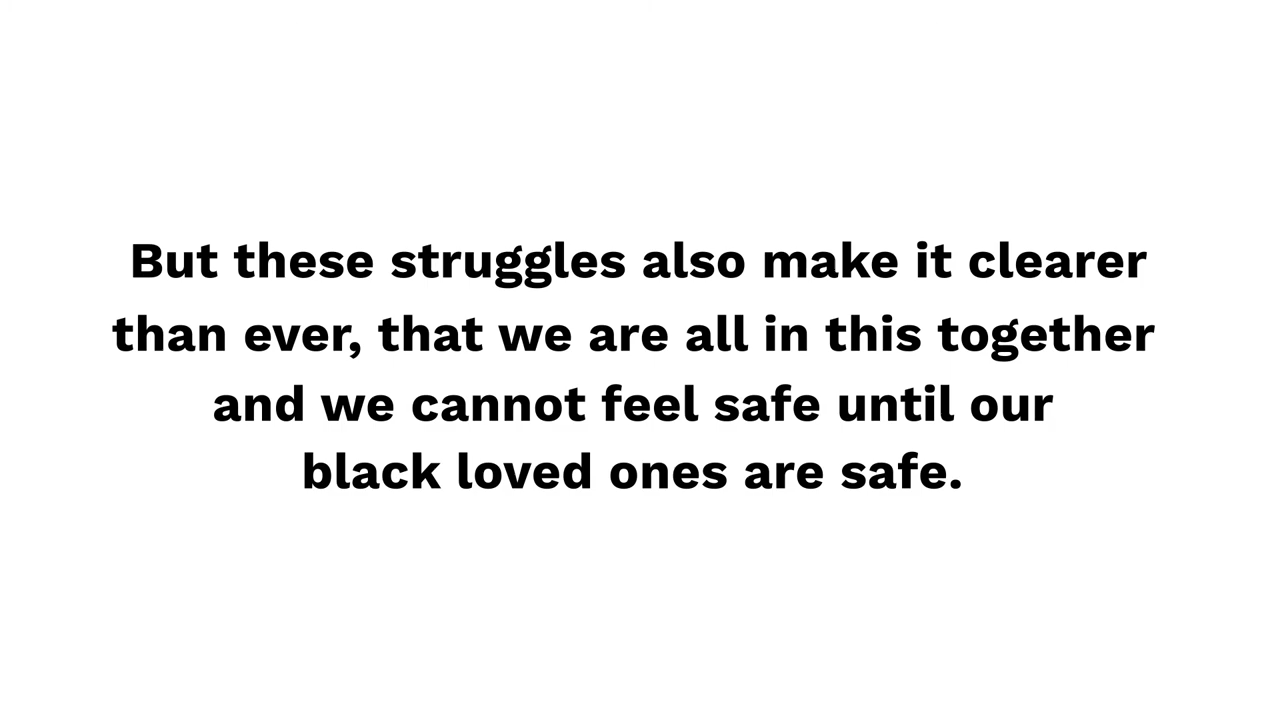 But these struggles also make it clearer
than ever, that we are all in this together
and we cannot feel safe until our
black loved ones are safe.